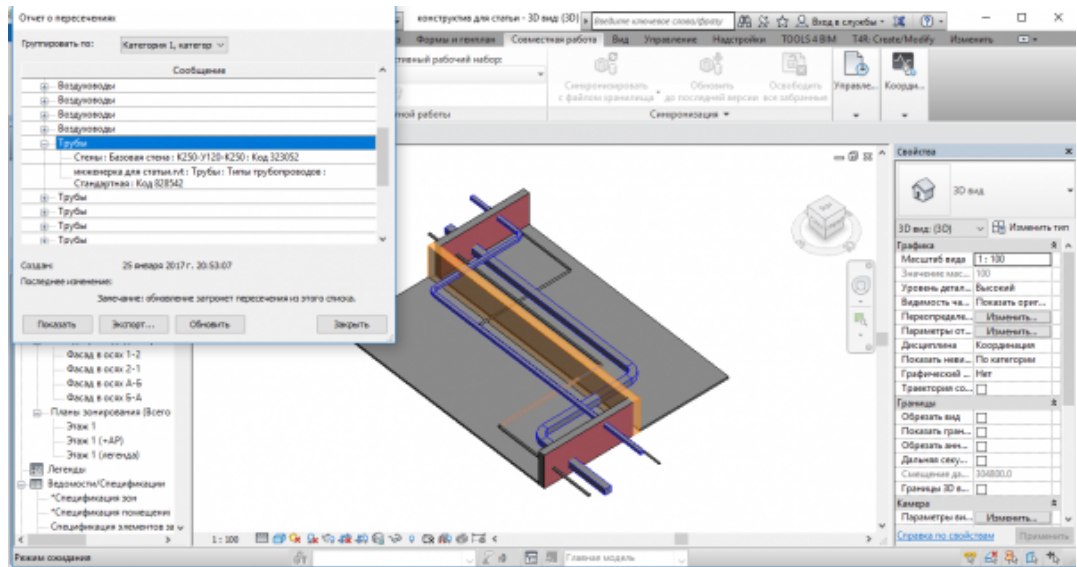 Отчет о пересечениях
Группировать по:
Категория 1, категор
Сообщение
Воздуховоды
Воздуховоды
Воздуховоды
Воздуховоды
Трубы
Стены : Базовая стена : К250-У120-К250 : Код 323052
инженерка для статьи.rvt : Трубы : Типы трубопроводов :
Стандартная : Код 828542
Трубы
Трубы
Трубы
Трубы
Создан:
25 января 2017 г. 20:53:07
Последнее изменение:
Замечание: обновление затронет пересечения из этого списка.
Показать
Экспорт...
Обновить
Закрыть
конструктив для статьи - 3D вид: {3D}
Введите ключевое слово/фразу
Вход в службы
Формы и генплан
Совместная работа
Вид
Управление
Надстройки
TOOLS4BIM
T4R: Create/Modify
Изменить
Синхронизировать
с файлом хранилища
Обновить
до последней версии
Освободить
все забранные
Управле...
Коорди...
Синхронизация
Фасад в осях 1-2
Фасад в осях 2-1
Фасад в осях А-Б
Фасад в осях Б-А
Планы зонирования (Всего
Этаж 1
Этаж 1 (+АР)
Этаж 1 (легенда)
Легенды
Ведомости/Спецификации
*Спецификация зон
*Спецификация помещени
Спецификация элементов за
Свойства
3D вид
3D вид: {3D}
Изменить тип
Графика
Масштаб вида
1 : 100
Значение мас...
100
Уровень детал...
Высокий
Видимость ча...
Показать ориг...
Переопределе...
Изменить...
Параметры от...
Изменить...
Дисциплина
Координация
Показать неви...
По категории
Графический ...
Нет
Траектория со...
Границы
Обрезать вид
Показать гран...
Обрезать анн...
Дальняя секу...
Смещение да...
304800.0
Границы 3D в...
Камера
Параметры ви...
Изменить...
Справка по свойствам
Применить
1 : 100
Режим ожидания
Главная модель